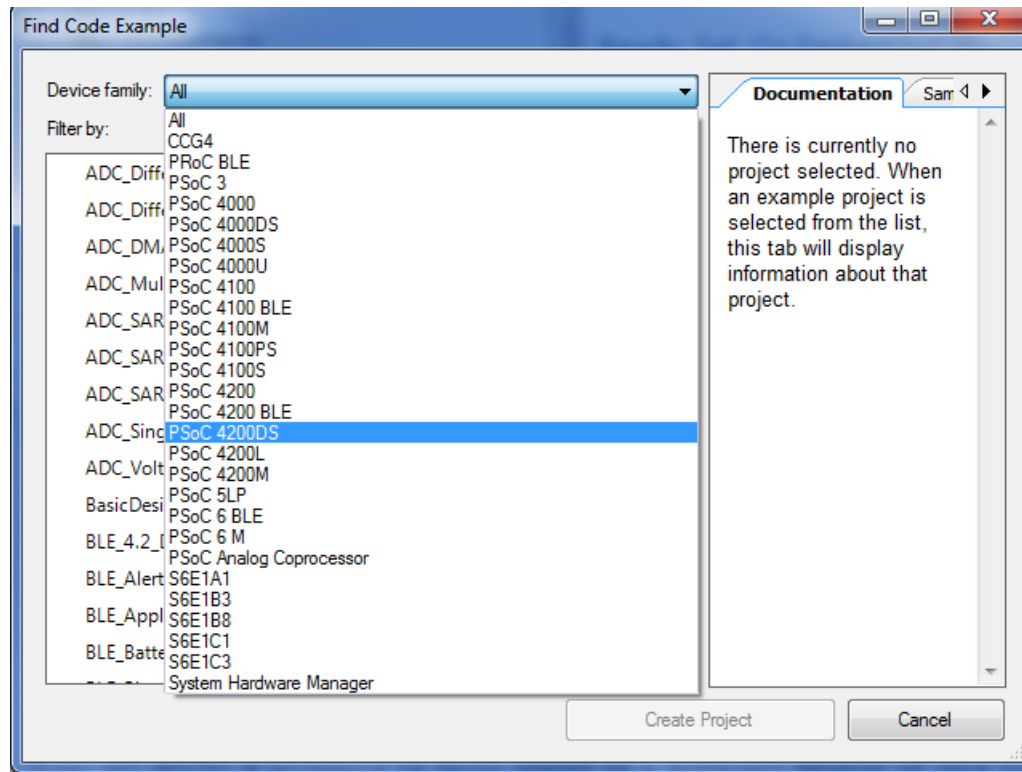 Find Code Example
Device family: All
Filter by:
All
CCG4
PRoC BLE
PSoC 3
PSoC 4000
PSoC 4000DS
PSoC 4000S
PSoC 4000U
PSoC 4100
PSoC 4100 BLE
PSoC 4100M
PSoC 4100PS
PSoC 4100S
PSoC 4200
PSoC 4200 BLE
PSoC 4200DS
PSoC 4200L
PSoC 4200M
PSoC 5LP
PSoC 6 BLE
PSoC 6 M
PSoC Analog Coprocessor
S6E1A1
S6E1B3
S6E1B8
S6E1C1
S6E1C3
System Hardware Manager
ADC_Diff
ADC_Diff
ADC_DM
ADC_Mul
ADC_SAR
ADC_SAR
ADC_SAR
ADC_Sing
ADC_Volt
BasicDesi
BLE_4.2_
BLE_Alert
BLE_Appl
BLE_Batte
Documentation
Sam
There is currently no
project selected. When
an example project is
selected from the list,
this tab will display
information about that
project.
Create Project
Cancel